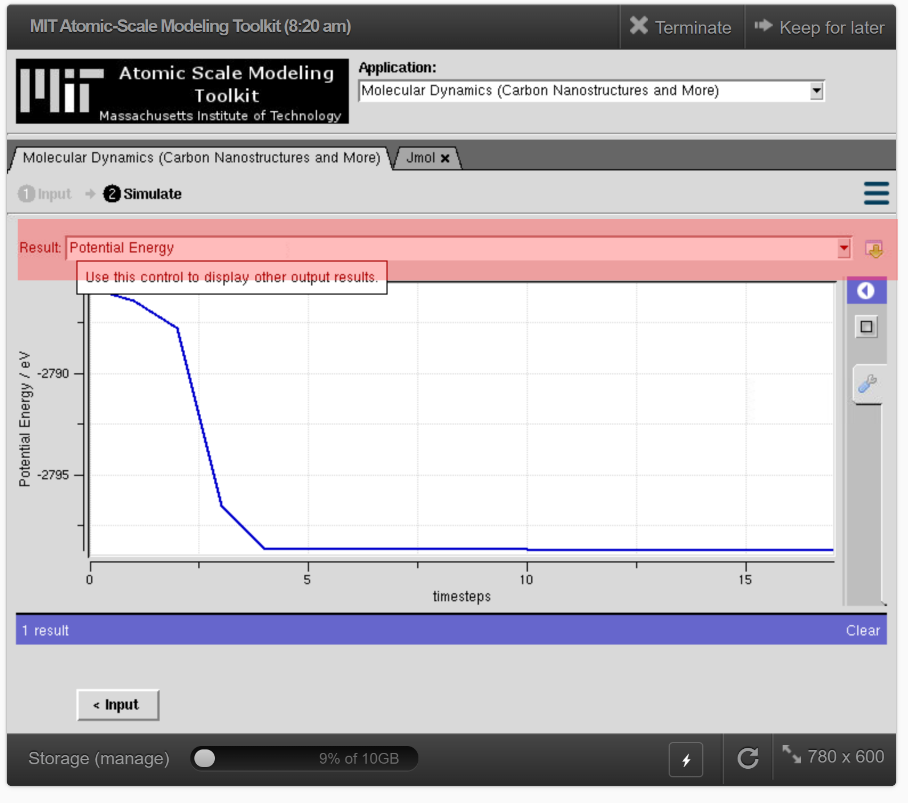 MIT Atomic-Scale Modeling Toolkit (8:20 am)
Terminate
Keep for later
Atomic Scale Modeling
Toolkit
Massachusetts Institute of Technology
Application:
Molecular Dynamics (Carbon Nanostructures and More)
Molecular Dynamics (Carbon Nanostructures and More)
Jmol
1 Input
2 Simulate
Result: Potential Energy
Use this control to display other output results.
Potential Energy / eV
-2790
-2795
0 5 10 15
timesteps
1 result
Clear
< Input
Storage (manage)
9% of 10GB
780 x 600